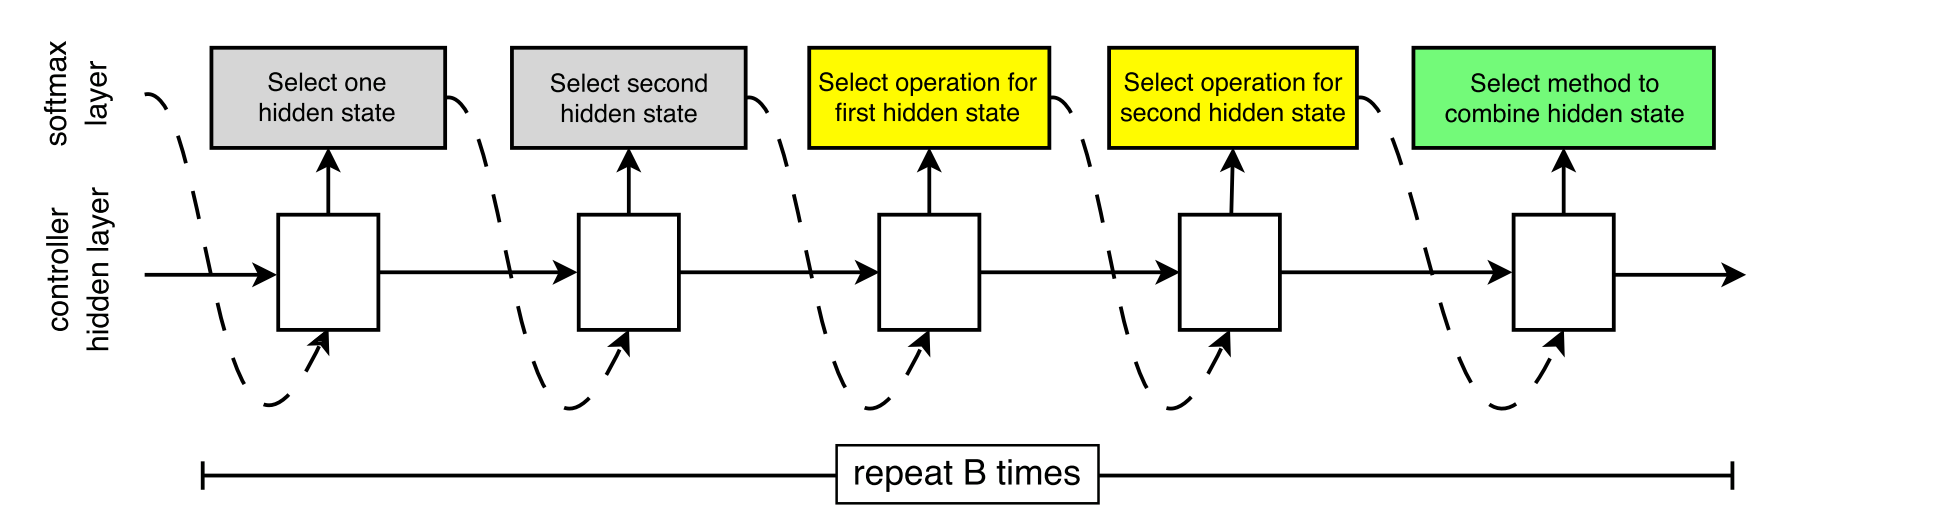 softmax
layer
controller
hidden layer
Select one
hidden state
Select second
hidden state
Select operation for
first hidden state
Select operation for
second hidden state
Select method to
combine hidden state
repeat B times